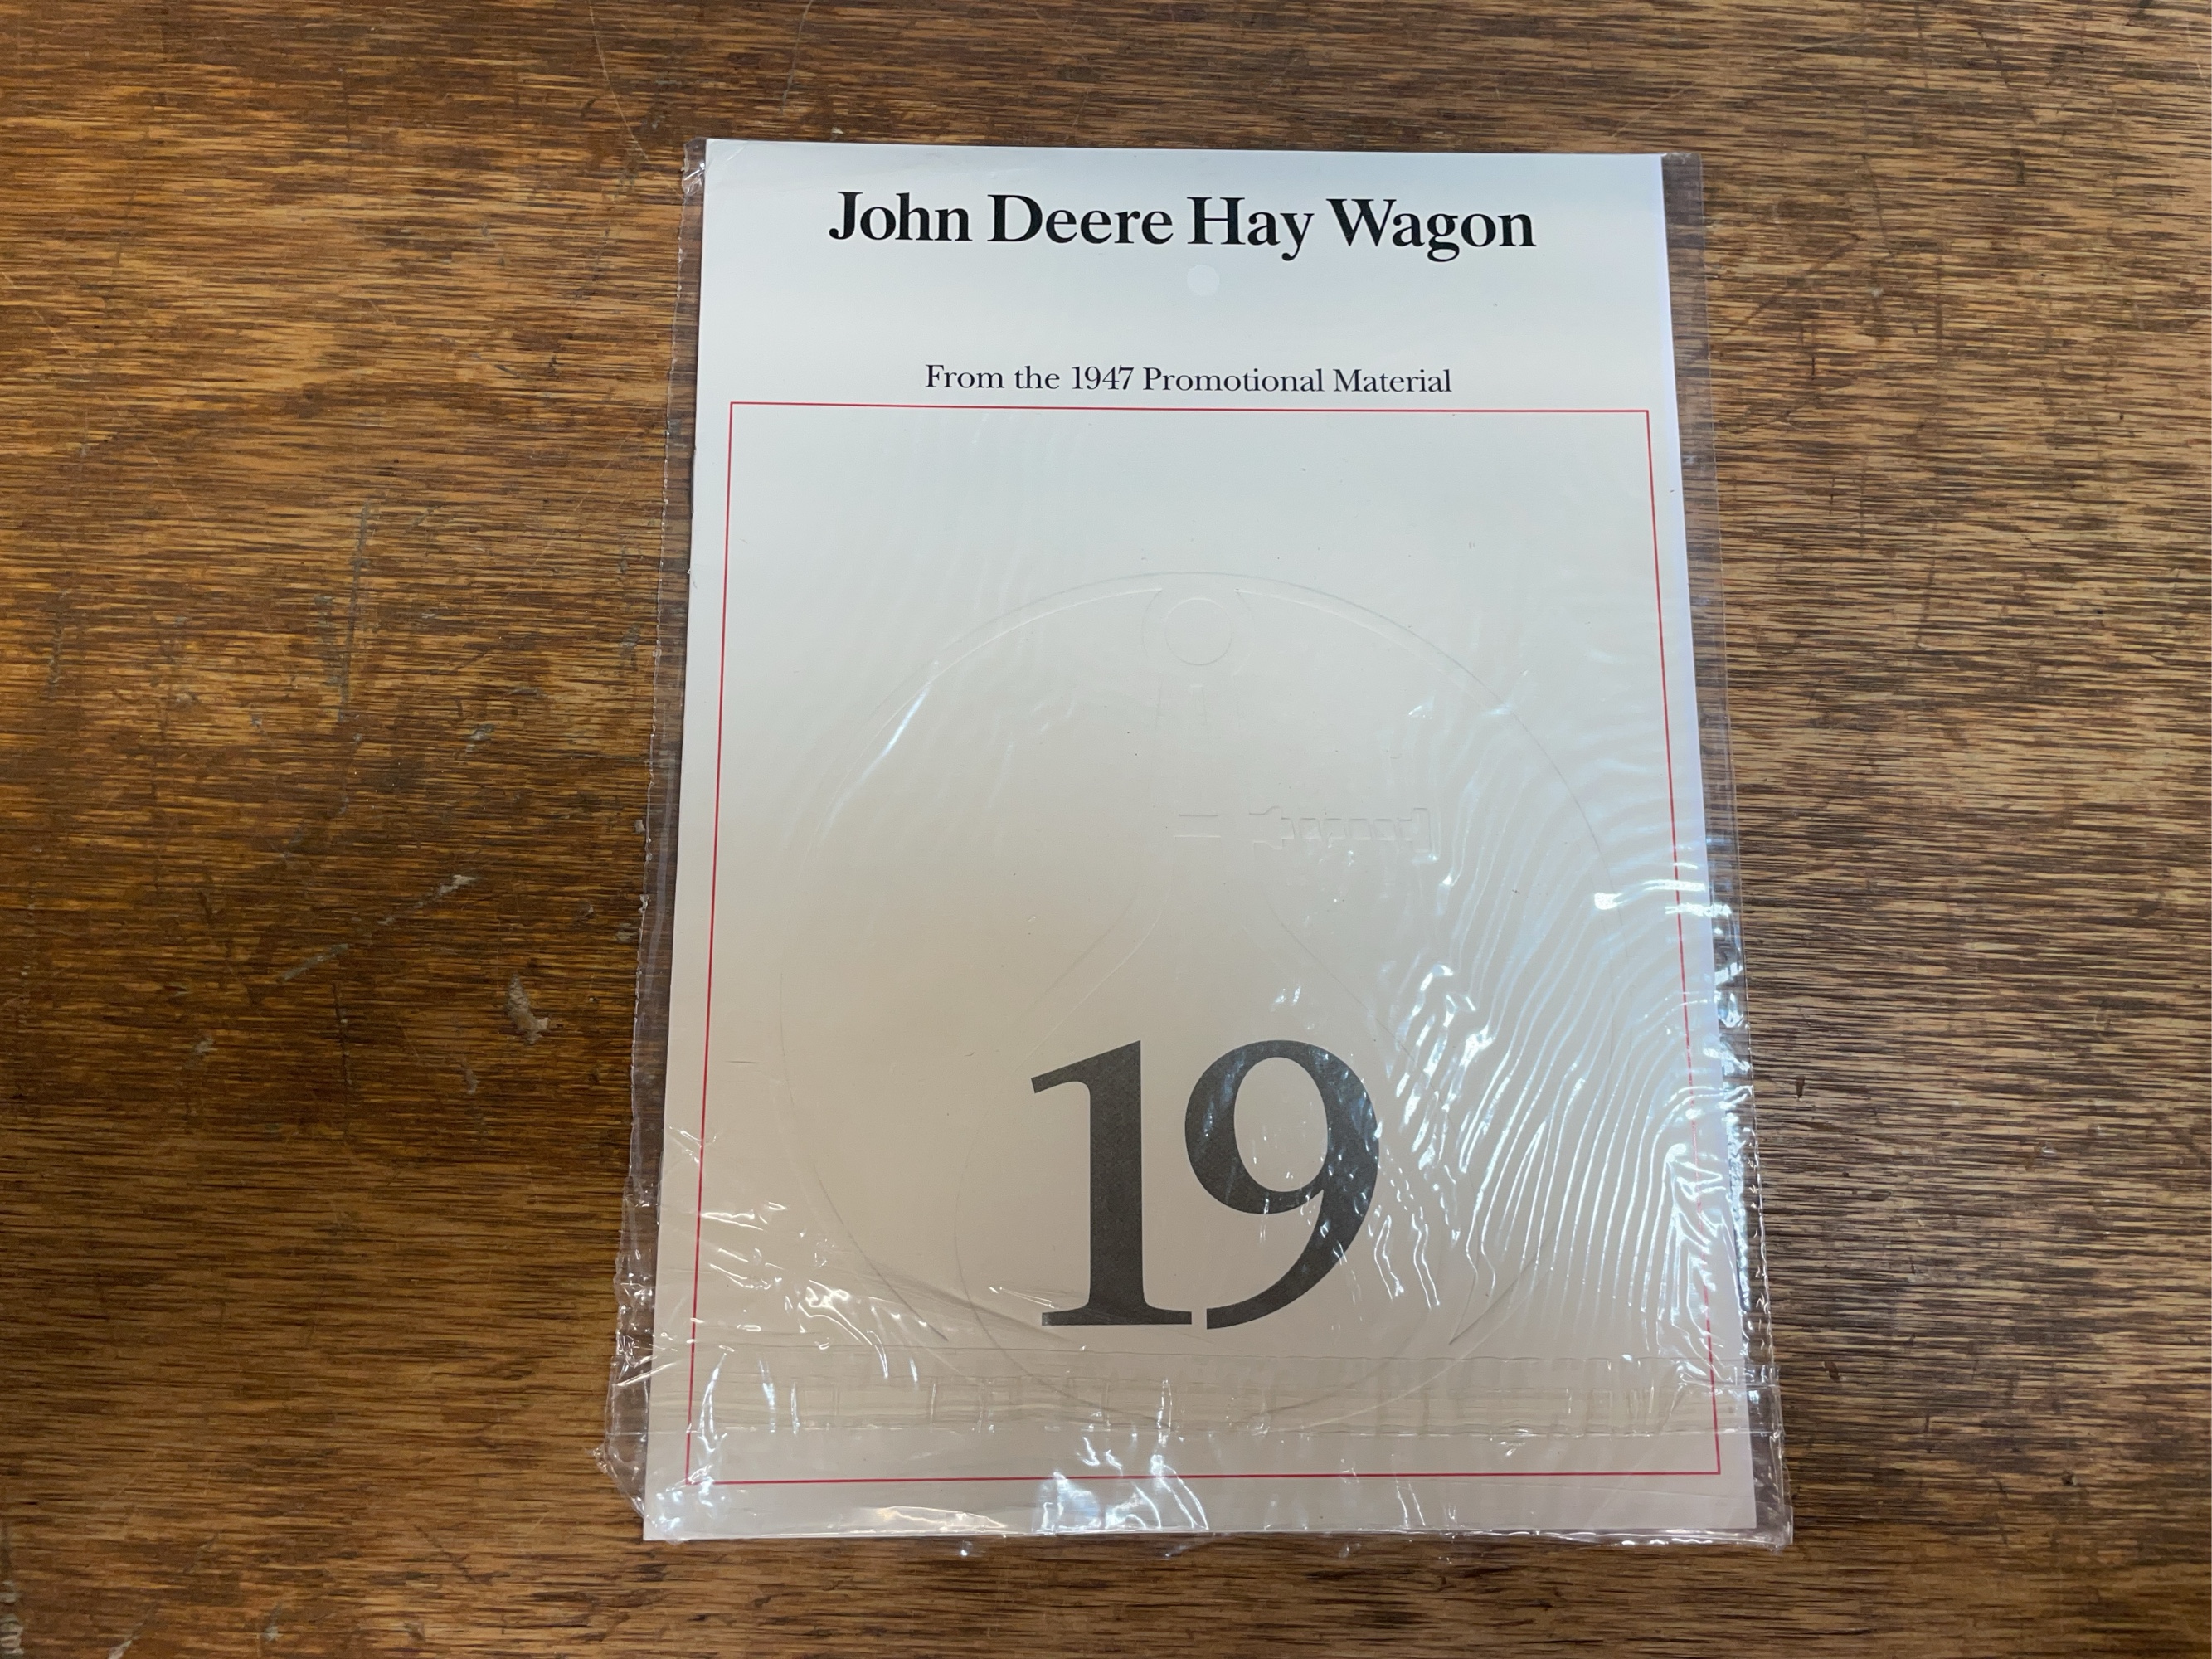 John Deere Hay Wagon
From the 1947 Promotional Material
19